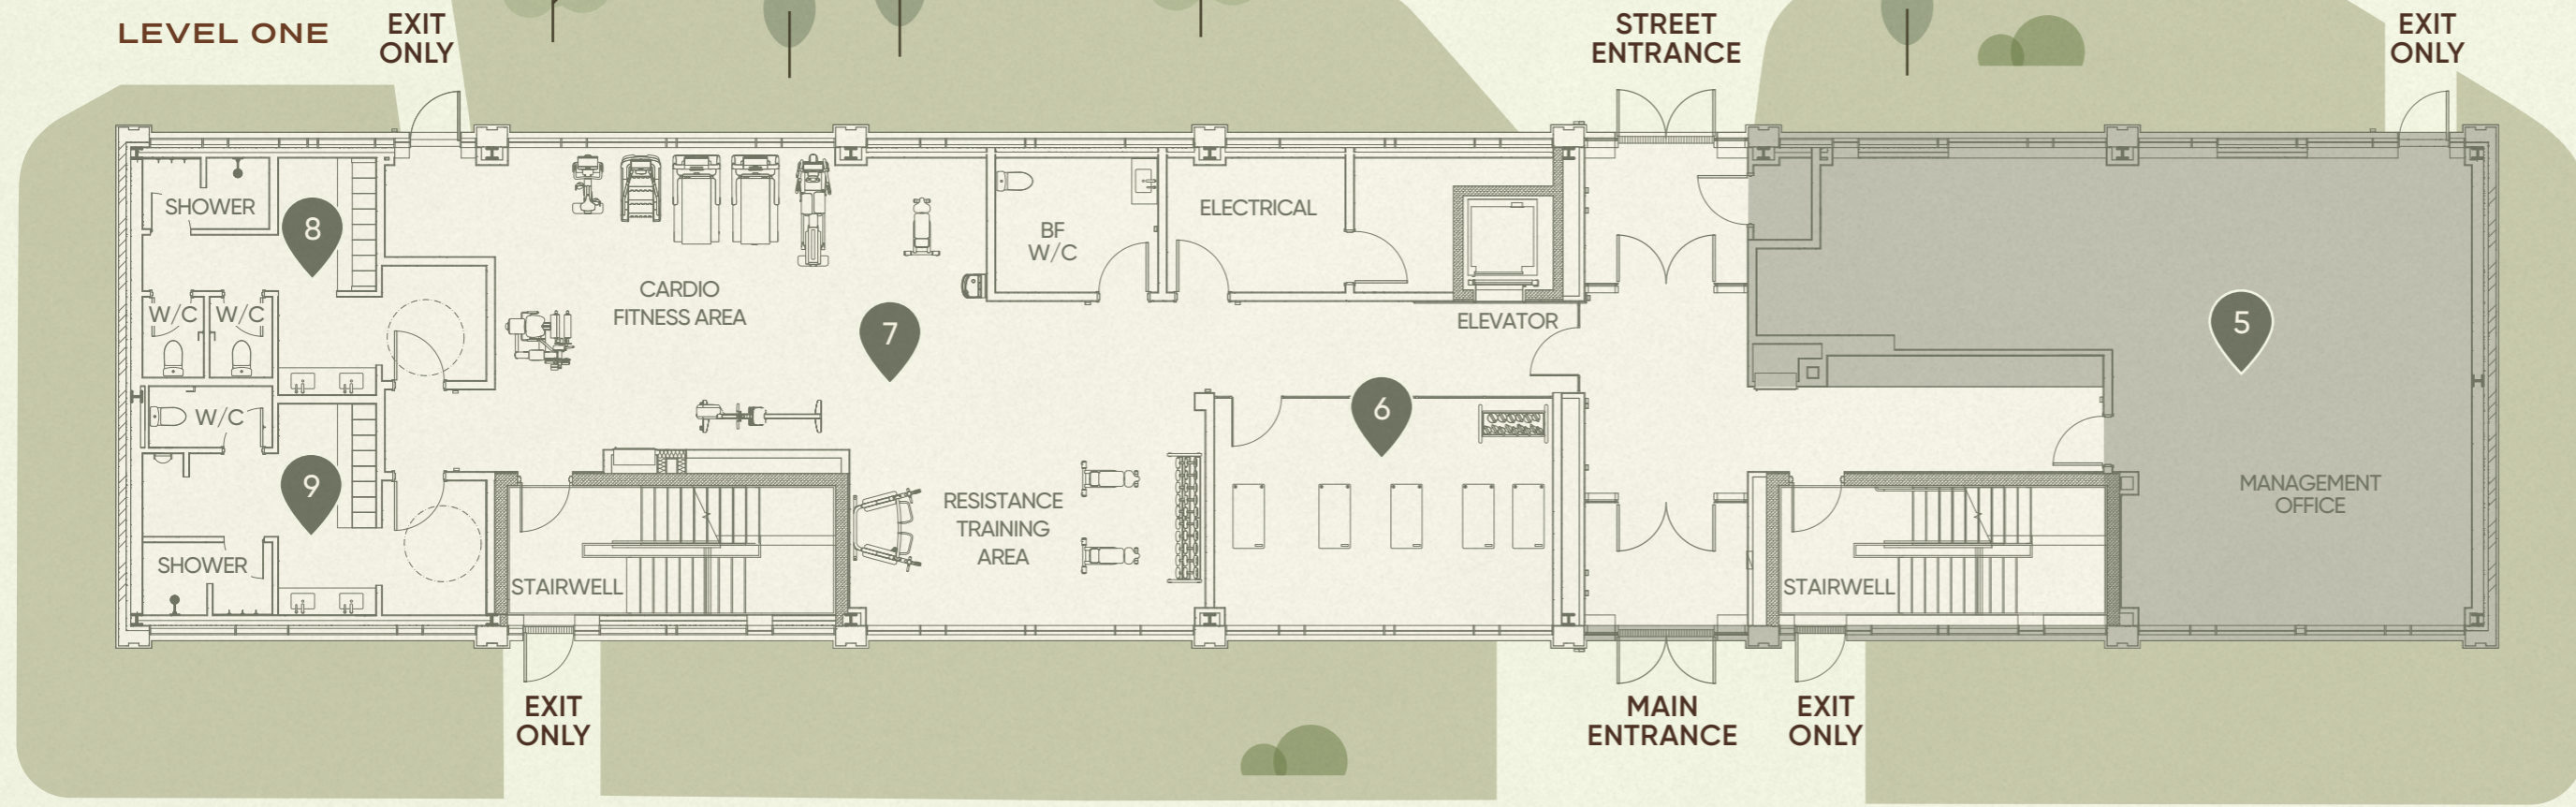 LEVEL ONE
EXIT
ONLY
STREET
ENTRANCE
EXIT
ONLY
SHOWER
8
W/C
W/C
W/C
9
SHOWER
CARDIO
FITNESS AREA
7
BF
W/C
ELECTRICAL
ELEVATOR
6
RESISTANCE
TRAINING
AREA
STAIRWELL
STAIRWELL
5
MANAGEMENT
OFFICE
EXIT
ONLY
MAIN
ENTRANCE
EXIT
ONLY